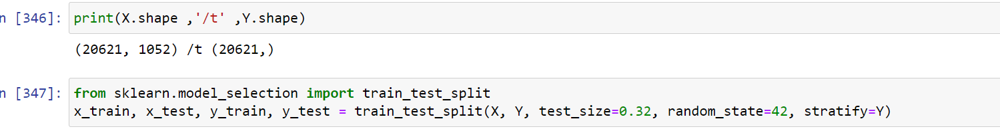 n [346]: print(X.shape ,'/t' ,Y.shape)
(20621, 1052) /t (20621,)
n [347]: from sklearn.model_selection import train_test_split
x_train, x_test, y_train, y_test = train_test_split(X, Y, test_size=0.32, random_state=42, stratify=Y)